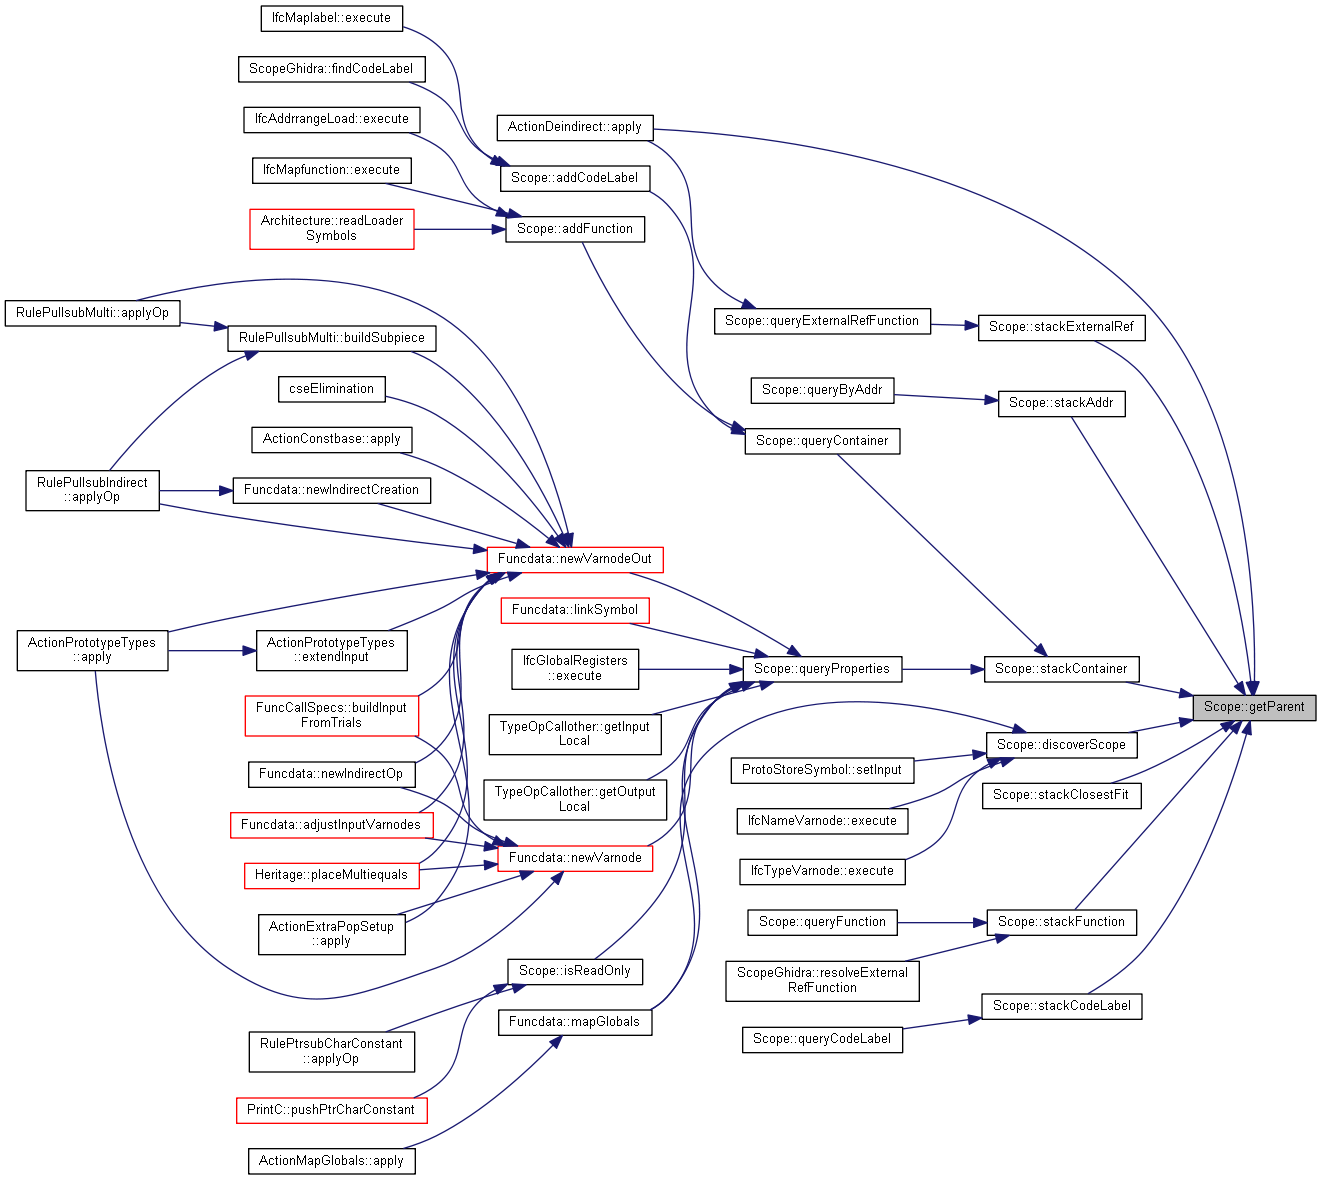 IfcMaplabel::execute
ScopeGhidra::findCodeLabel
IfcAddrrangeLoad::execute
ActionDeindirect::apply
IfcMapfunction::execute
Scope::addCodeLabel
Architecture::readLoader
Symbols
Scope::addFunction
RulePullsubMulti::applyOp
RulePullsubMulti::buildSubpiece
Scope::queryExternalRefFunction
Scope::stackExternalRef
cseElimination
Scope::queryByAddr
Scope::stackAddr
ActionConstbase::apply
Scope::queryContainer
RulePullsubIndirect
::applyOp
Funcdata::newIndirectCreation
Funcdata::newVarnodeOut
Funcdata::linkSymbol
ActionPrototypeTypes
::apply
ActionPrototypeTypes
::extendInput
IfcGlobalRegisters
::execute
Scope::queryProperties
Scope::stackContainer
Scope::getParent
FuncCallSpecs::buildInput
FromTrials
TypeOpCallother::getInput
Local
Scope::discoverScope
Funcdata::newIndirectOp
ProtoStoreSymbol::setInput
TypeOpCallother::getOutput
Local
Scope::stackClosestFit
Funcdata::adjustInputVarnodes
IfcNameVarnode::execute
Funcdata::newVarnode
Heritage::placeMultiequals
IfcTypeVarnode::execute
ActionExtraPopSetup
::apply
Scope::queryFunction
Scope::stackFunction
Scope::isReadOnly
ScopeGhidra::resolveExternal
RefFunction
Scope::stackCodeLabel
Funcdata::mapGlobals
RulePtrsubCharConstant
::applyOp
Scope::queryCodeLabel
PrintC::pushPtrCharConstant
ActionMapGlobals::apply